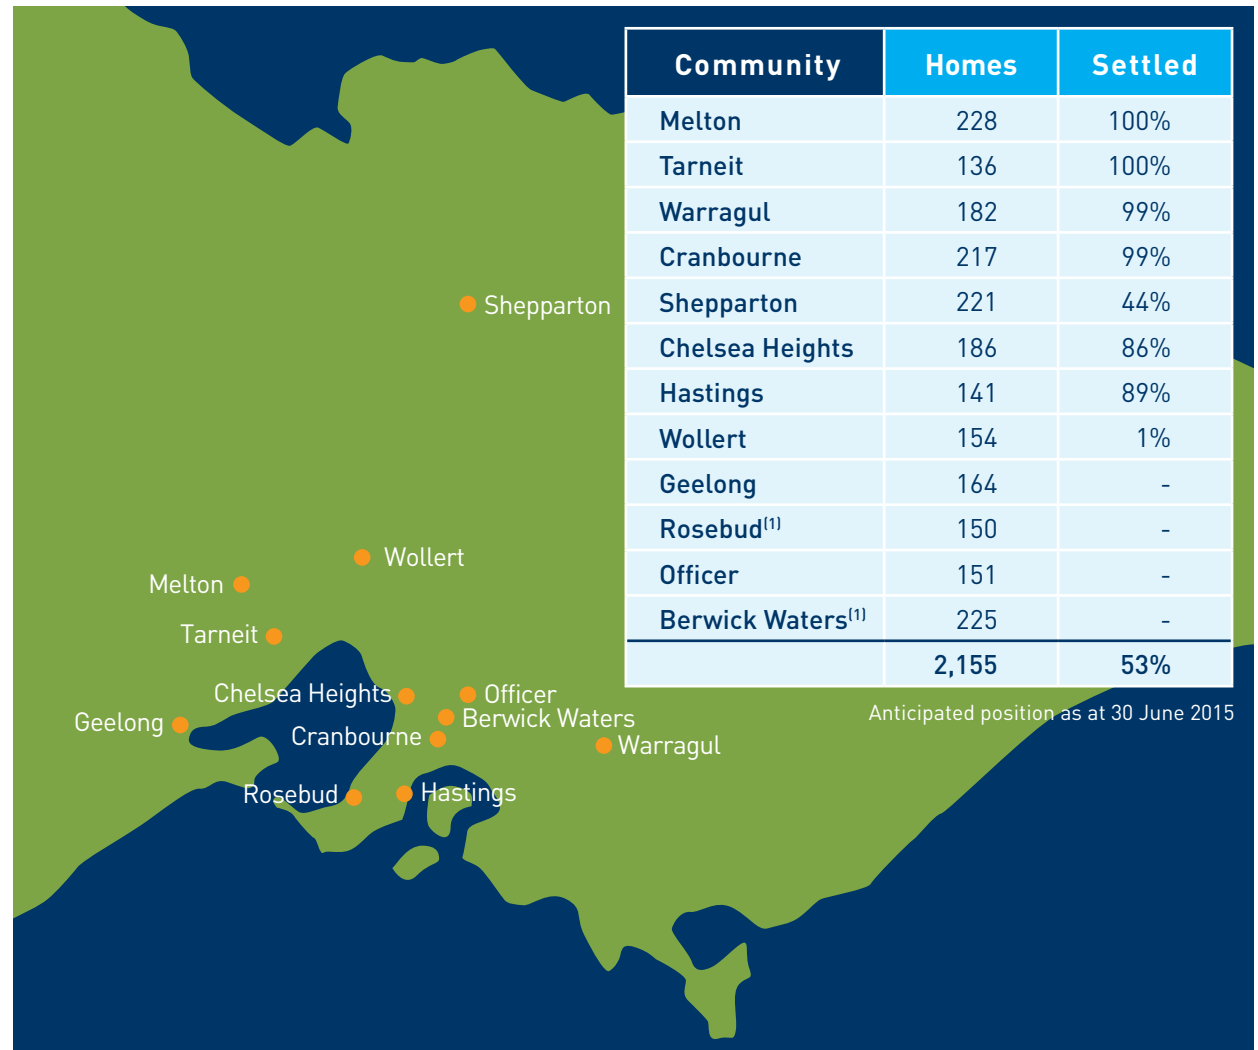 Community Homes Settled
Melton 228 100%
Tarneit 136 100%
Warragul 182 99%
Cranbourne 217 99%
Shepparton 221 44%
Chelsea Heights 186 86%
Hastings 141 89%
Wollert 154 1%
Geelong 164 -
Rosebud(1) 150 -
Officer 151 -
Berwick Waters(1) 225 -
2,155 53%
Anticipated position as at 30 June 2015
Shepparton
Wollert
Melton
Tarneit
Chelsea Heights
Officer
Berwick Waters
Geelong
Cranbourne
Warragul
Rosebud
Hastings